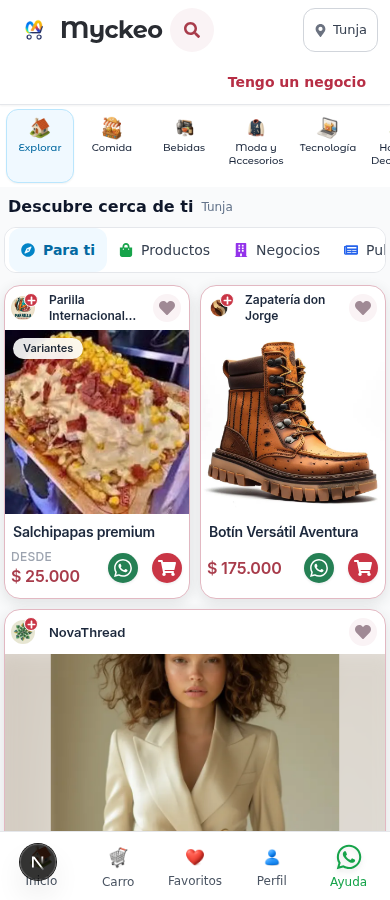 Myckeo
Tunja
Tengo un negocio
Explorar
Comida
Bebidas
Moda y
Accesorios
Tecnología
Descubre cerca de ti Tunja
Para ti
Productos
Negocios
Parilla
Internacional...
Variantes
Salchipapas premium
DESDE
$ 25.000
Zapatería don
Jorge
Botín Versátil Aventura
$ 175.000
NovaThread
N
Inicio
Carro
Favoritos
Perfil
Ayuda